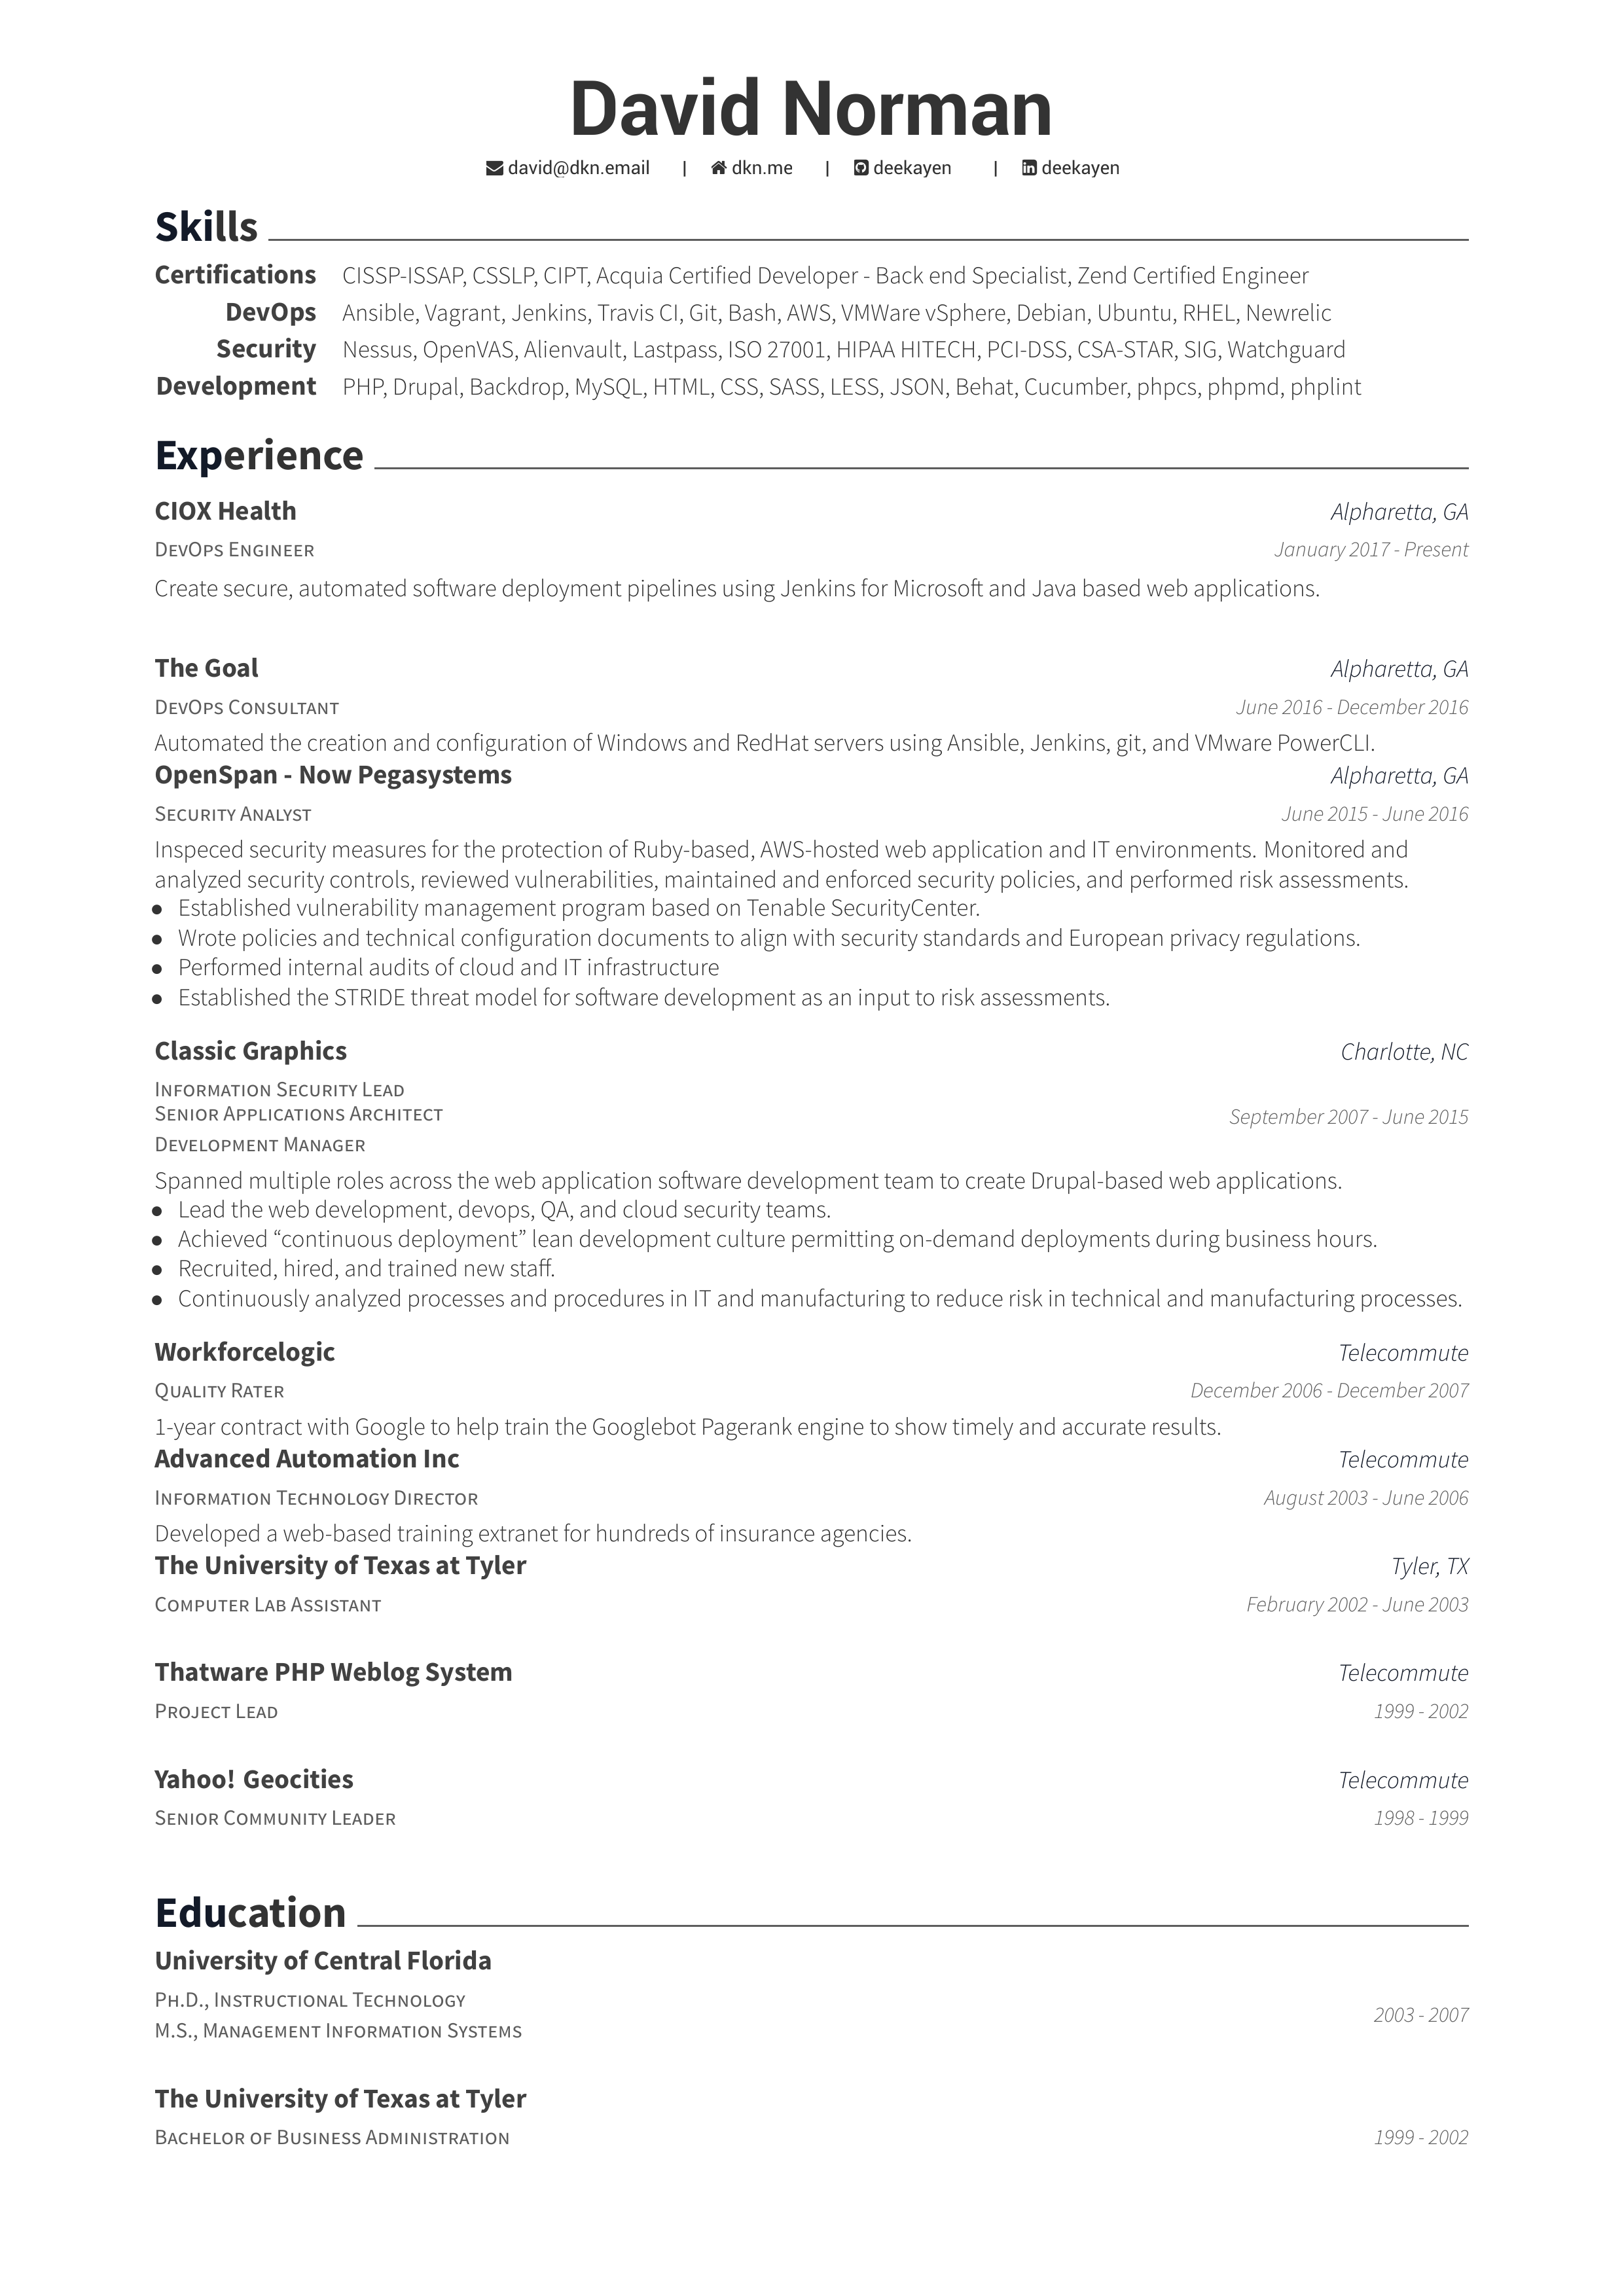 David Norman
david@dkn.email | dkn.me | deekayen | deekayen
Skills
Certifications CISSP-ISSAP, CSSLP, CIPT, Acquia Certified Developer - Back end Specialist, Zend Certified Engineer
DevOps Ansible, Vagrant, Jenkins, Travis CI, Git, Bash, AWS, VMWare vSphere, Debian, Ubuntu, RHEL, Newrelic
Security Nessus, OpenVAS, Alienvault, Lastpass, ISO 27001, HIPAA HITECH, PCI-DSS, CSA-STAR, SIG, Watchguard
Development PHP, Drupal, Backdrop, MySQL, HTML, CSS, SASS, LESS, JSON, Behat, Cucumber, phpcs, phpmd, phplint
Experience
CIOX Health Alpharetta, GA
DevOps Engineer January 2017 - Present
Create secure, automated software deployment pipelines using Jenkins for Microsoft and Java based web applications.
The Goal Alpharetta, GA
DevOps Consultant June 2016 - December 2016
Automated the creation and configuration of Windows and RedHat servers using Ansible, Jenkins, git, and VMware PowerCLI.
OpenSpan - Now Pegasystems Alpharetta, GA
Security Analyst June 2015 - June 2016
Inspeced security measures for the protection of Ruby-based, AWS-hosted web application and IT environments. Monitored and
analyzed security controls, reviewed vulnerabilities, maintained and enforced security policies, and performed risk assessments.
● Established vulnerability management program based on Tenable SecurityCenter.
● Wrote policies and technical configuration documents to align with security standards and European privacy regulations.
● Performed internal audits of cloud and IT infrastructure
● Established the STRIDE threat model for software development as an input to risk assessments.
Classic Graphics Charlotte, NC
Information Security Lead
Senior Applications Architect September 2007 - June 2015
Development Manager
Spanned multiple roles across the web application software development team to create Drupal-based web applications.
● Lead the web development, devops, QA, and cloud security teams.
● Achieved “continuous deployment” lean development culture permitting on-demand deployments during business hours.
● Recruited, hired, and trained new staff.
● Continuously analyzed processes and procedures in IT and manufacturing to reduce risk in technical and manufacturing processes.
Workforcelogic Telecommute
Quality Rater December 2006 - December 2007
1-year contract with Google to help train the Googlebot Pagerank engine to show timely and accurate results.
Advanced Automation Inc Telecommute
Information Technology Director August 2003 - June 2006
Developed a web-based training extranet for hundreds of insurance agencies.
The University of Texas at Tyler Tyler, TX
Computer Lab Assistant February 2002 - June 2003
Thatware PHP Weblog System Telecommute
Project Lead 1999 - 2002
Yahoo! Geocities Telecommute
Senior Community Leader 1998 - 1999
Education
University of Central Florida
Ph.D., Instructional Technology
2003 - 2007
M.S., Management Information Systems
The University of Texas at Tyler
Bachelor of Business Administration 1999 - 2002